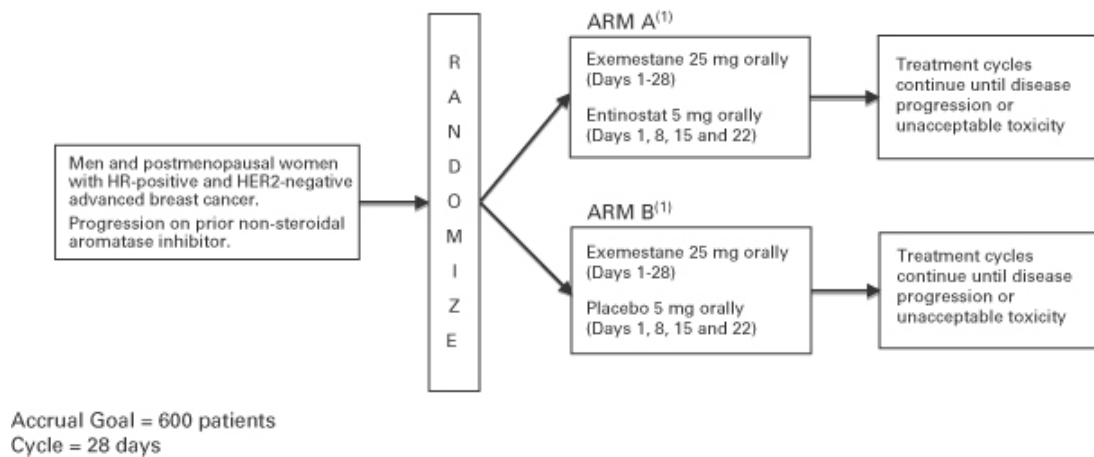 Men and postmenopausal women
with HR-positive and HER2-negative
advanced breast cancer.
Progression on prior non-steroidal
aromatase inhibitor.
R
A
N
D
O
M
I
Z
E
ARM A(1)
Exemestane 25 mg orally
(Days 1-28)
Entinostat 5 mg orally
(Days 1, 8, 15 and 22)
Treatment cycles
continue until disease
progression or
unacceptable toxicity
ARM B(1)
Exemestane 25 mg orally
(Days 1-28)
Placebo 5 mg orally
(Days 1, 8, 15 and 22)
Treatment cycles
continue until disease
progression or
unacceptable toxicity
Accrual Goal = 600 patients
Cycle = 28 days